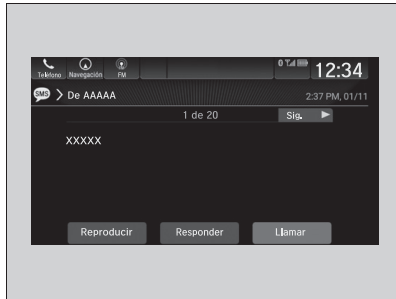 Teléfono Navegación FM 12:34
SMS De AAAAA 2:37 PM, 01/11
1 de 20 Sig.
XXXXX
Reproducir Responder Llamar